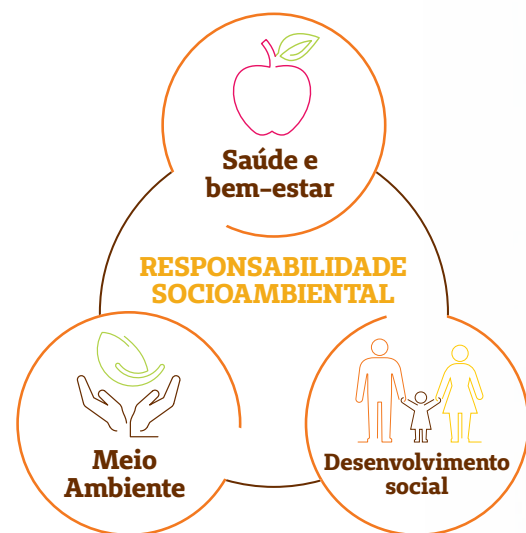 Saúde e
bem-estar
RESPONSABILIDADE
SOCIOAMBIENTAL
Meio
Ambiente
Desenvolvimento
social